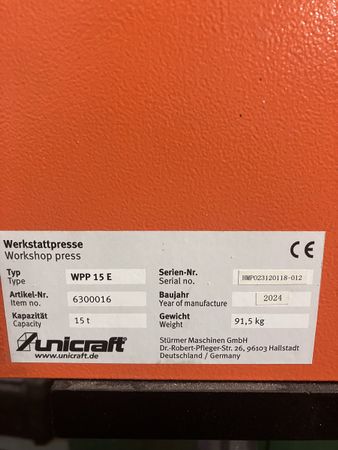 Werkstattpresse
Workshop press
Typ
Type
WPP 15 E
Serien-Nr.
Serial no.
HMP023120118-012
Artikel-Nr.
Item no.
6300016
Baujahr
Year of manufacture
2024
Kapazität
Capacity
15 t
Gewicht
Weight
91,5 kg
unicraft®
www.unicraft.de
Stürmer Maschinen GmbH
Dr.-Robert-Pfleger-Str. 26, 96103 Hallstadt
Deutschland / Germany
CE